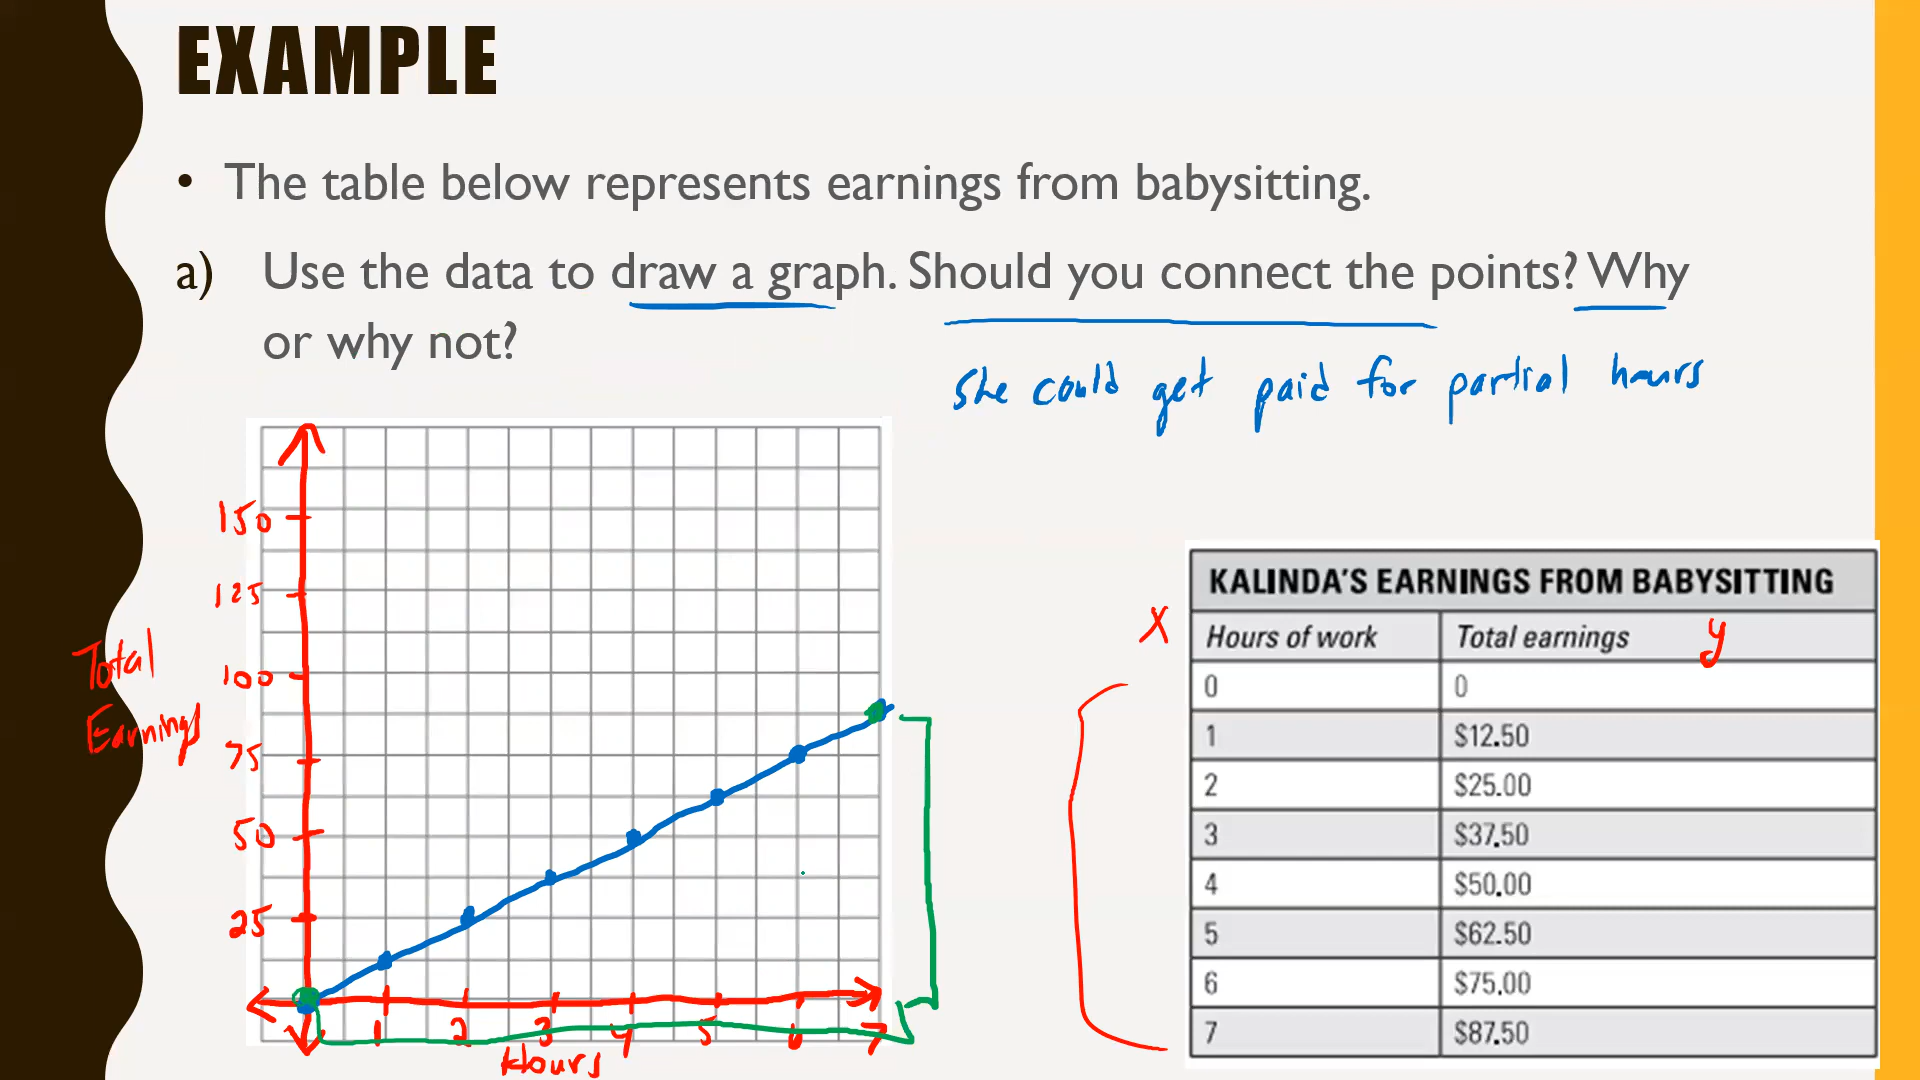 EXAMPLE
• The table below represents earnings from babysitting.
a) Use the data to draw a graph. Should you connect the points? Why
or why not?
She could get paid for partial hours
150
125
100
75
50
25
Total
Earnings
1 2 3 4 5 6 7
Hours
KALINDA'S EARNINGS FROM BABYSITTING
x Hours of work Total earnings y
0 0
1 $12.50
2 $25.00
3 $37.50
4 $50.00
5 $62.50
6 $75.00
7 $87.50